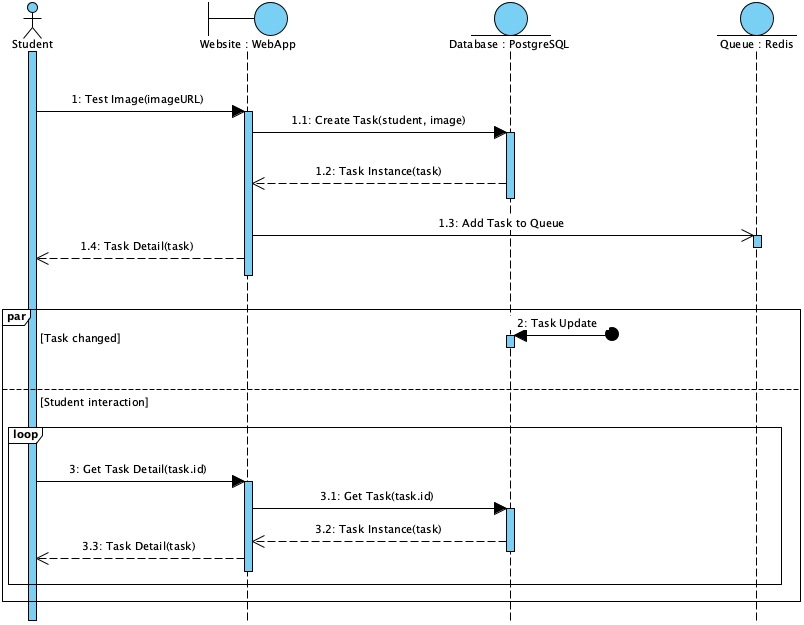 Student
Website : WebApp
Database : PostgreSQL
Queue : Redis
1: Test Image(imageURL)
1.1: Create Task(student, image)
1.2: Task Instance(task)
1.3: Add Task to Queue
1.4: Task Detail(task)
par
2: Task Update
[Task changed]
[Student interaction]
loop
3: Get Task Detail(task.id)
3.1: Get Task(task.id)
3.2: Task Instance(task)
3.3: Task Detail(task)